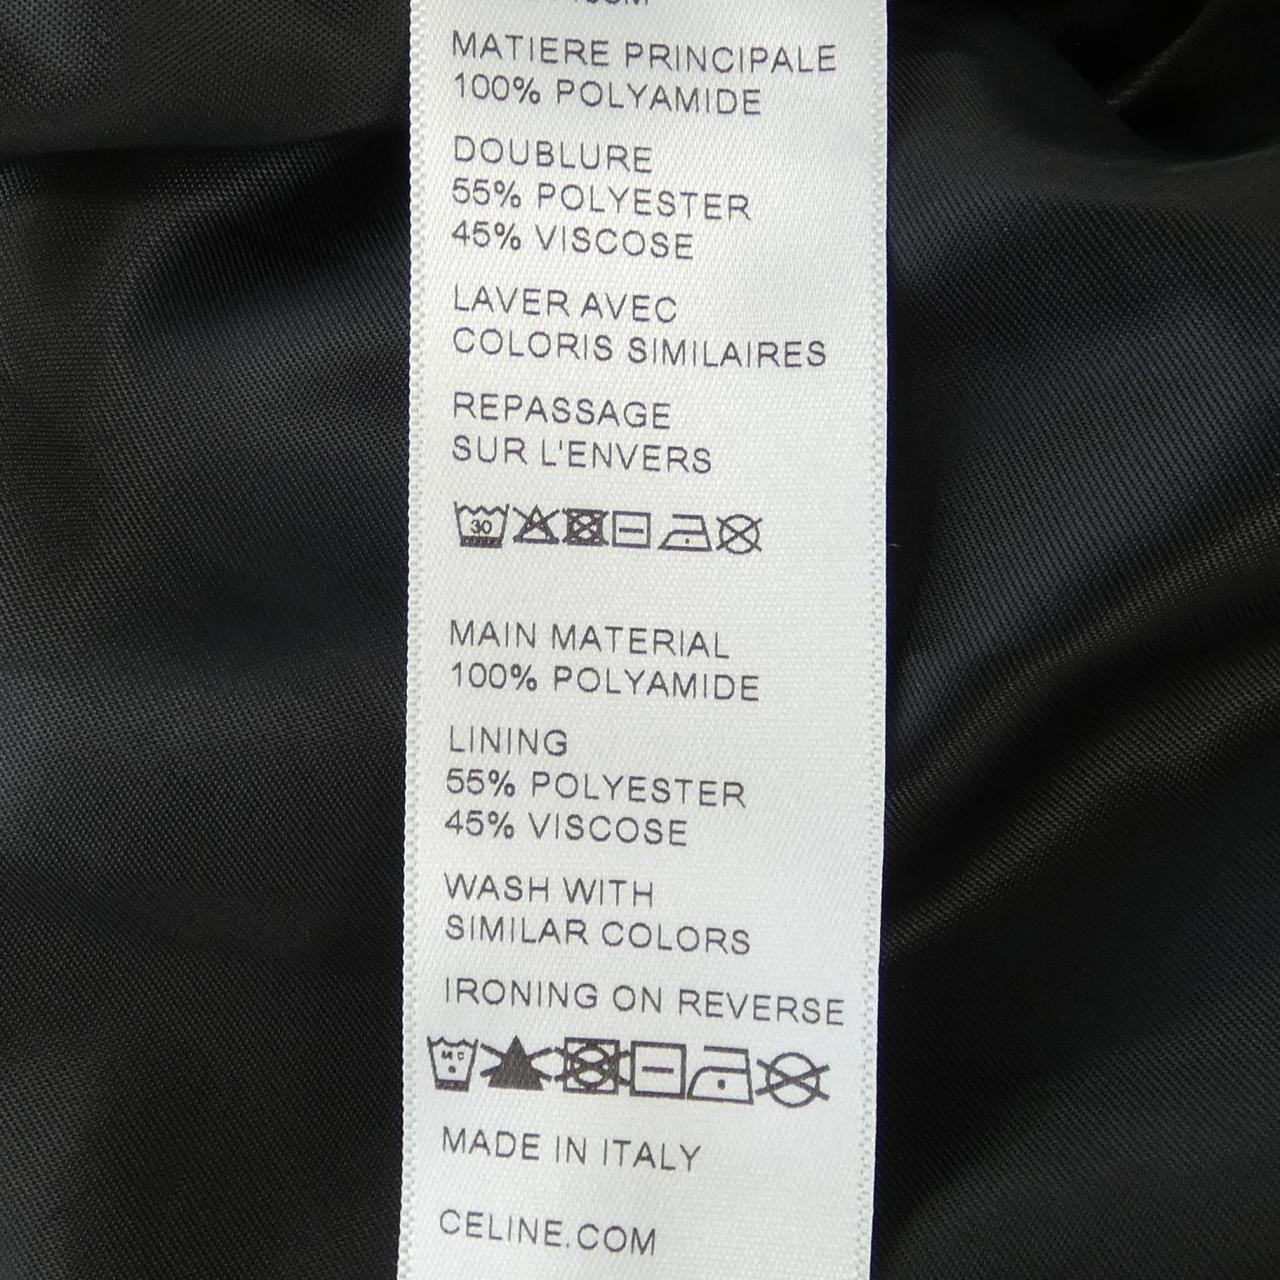 MATIERE PRINCIPALE
100% POLYAMIDE
DOUBLURE
55% POLYESTER
45% VISCOSE
LAVER AVEC
COLORIS SIMILAIRES
REPASSAGE
SUR L'ENVERS
30
MAIN MATERIAL
100% POLYAMIDE
LINING
55% POLYESTER
45% VISCOSE
WASH WITH
SIMILAR COLORS
IRONING ON REVERSE
MADE IN ITALY
CELINE.COM